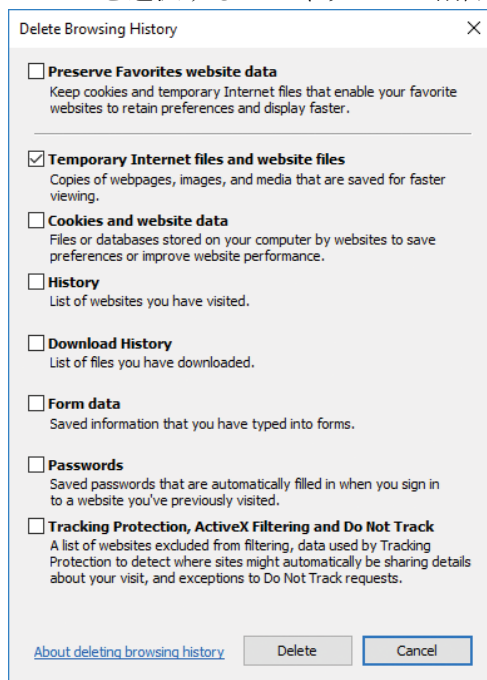 Delete Browsing History
Preserve Favorites website data
Keep cookies and temporary Internet files that enable your favorite
websites to retain preferences and display faster.
Temporary Internet files and website files
Copies of webpages, images, and media that are saved for faster
viewing.
Cookies and website data
Files or databases stored on your computer by websites to save
preferences or improve website performance.
History
List of websites you have visited.
Download History
List of files you have downloaded.
Form data
Saved information that you have typed into forms.
Passwords
Saved passwords that are automatically filled in when you sign in
to a website you've previously visited.
Tracking Protection, ActiveX Filtering and Do Not Track
A list of websites excluded from filtering, data used by Tracking
Protection to detect where sites might automatically be sharing details
about your visit, and exceptions to Do Not Track requests.
About deleting browsing history Delete Cancel